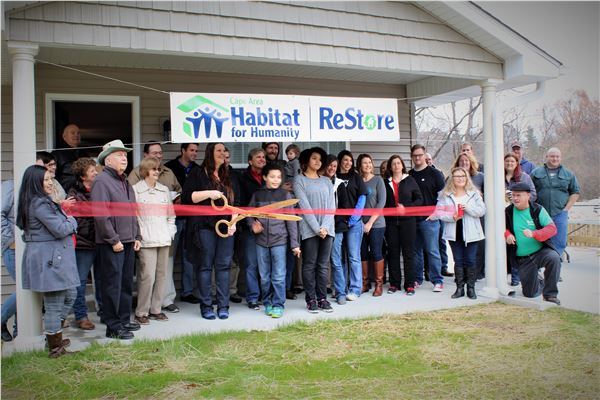 Cape Area
Habitat
for Humanity
ReStore